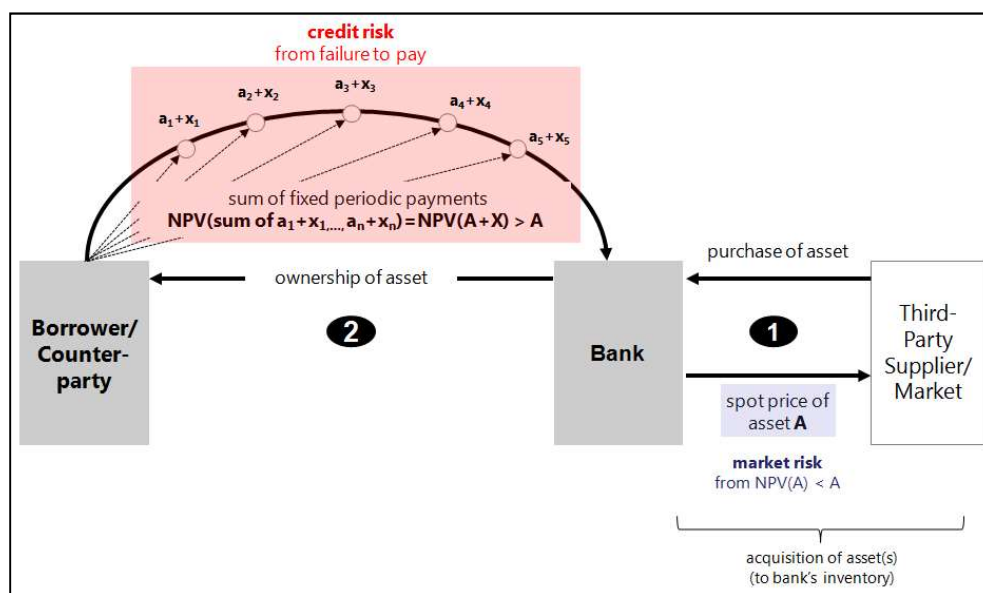 credit risk
from failure to pay
a₁+x₁
a₂+x₂
a₃+x₃
a₄+x₄
a₅+x₅
sum of fixed periodic payments
NPV(sum of a₁+x₁,...,aₙ+xₙ)=NPV(A+X) > A
ownership of asset
purchase of asset
Borrower/
Counter-
party
2
Bank
1
Third-
Party
Supplier/
Market
spot price of
asset A
market risk
from NPV(A) < A
acquisition of asset(s)
(to bank's inventory)